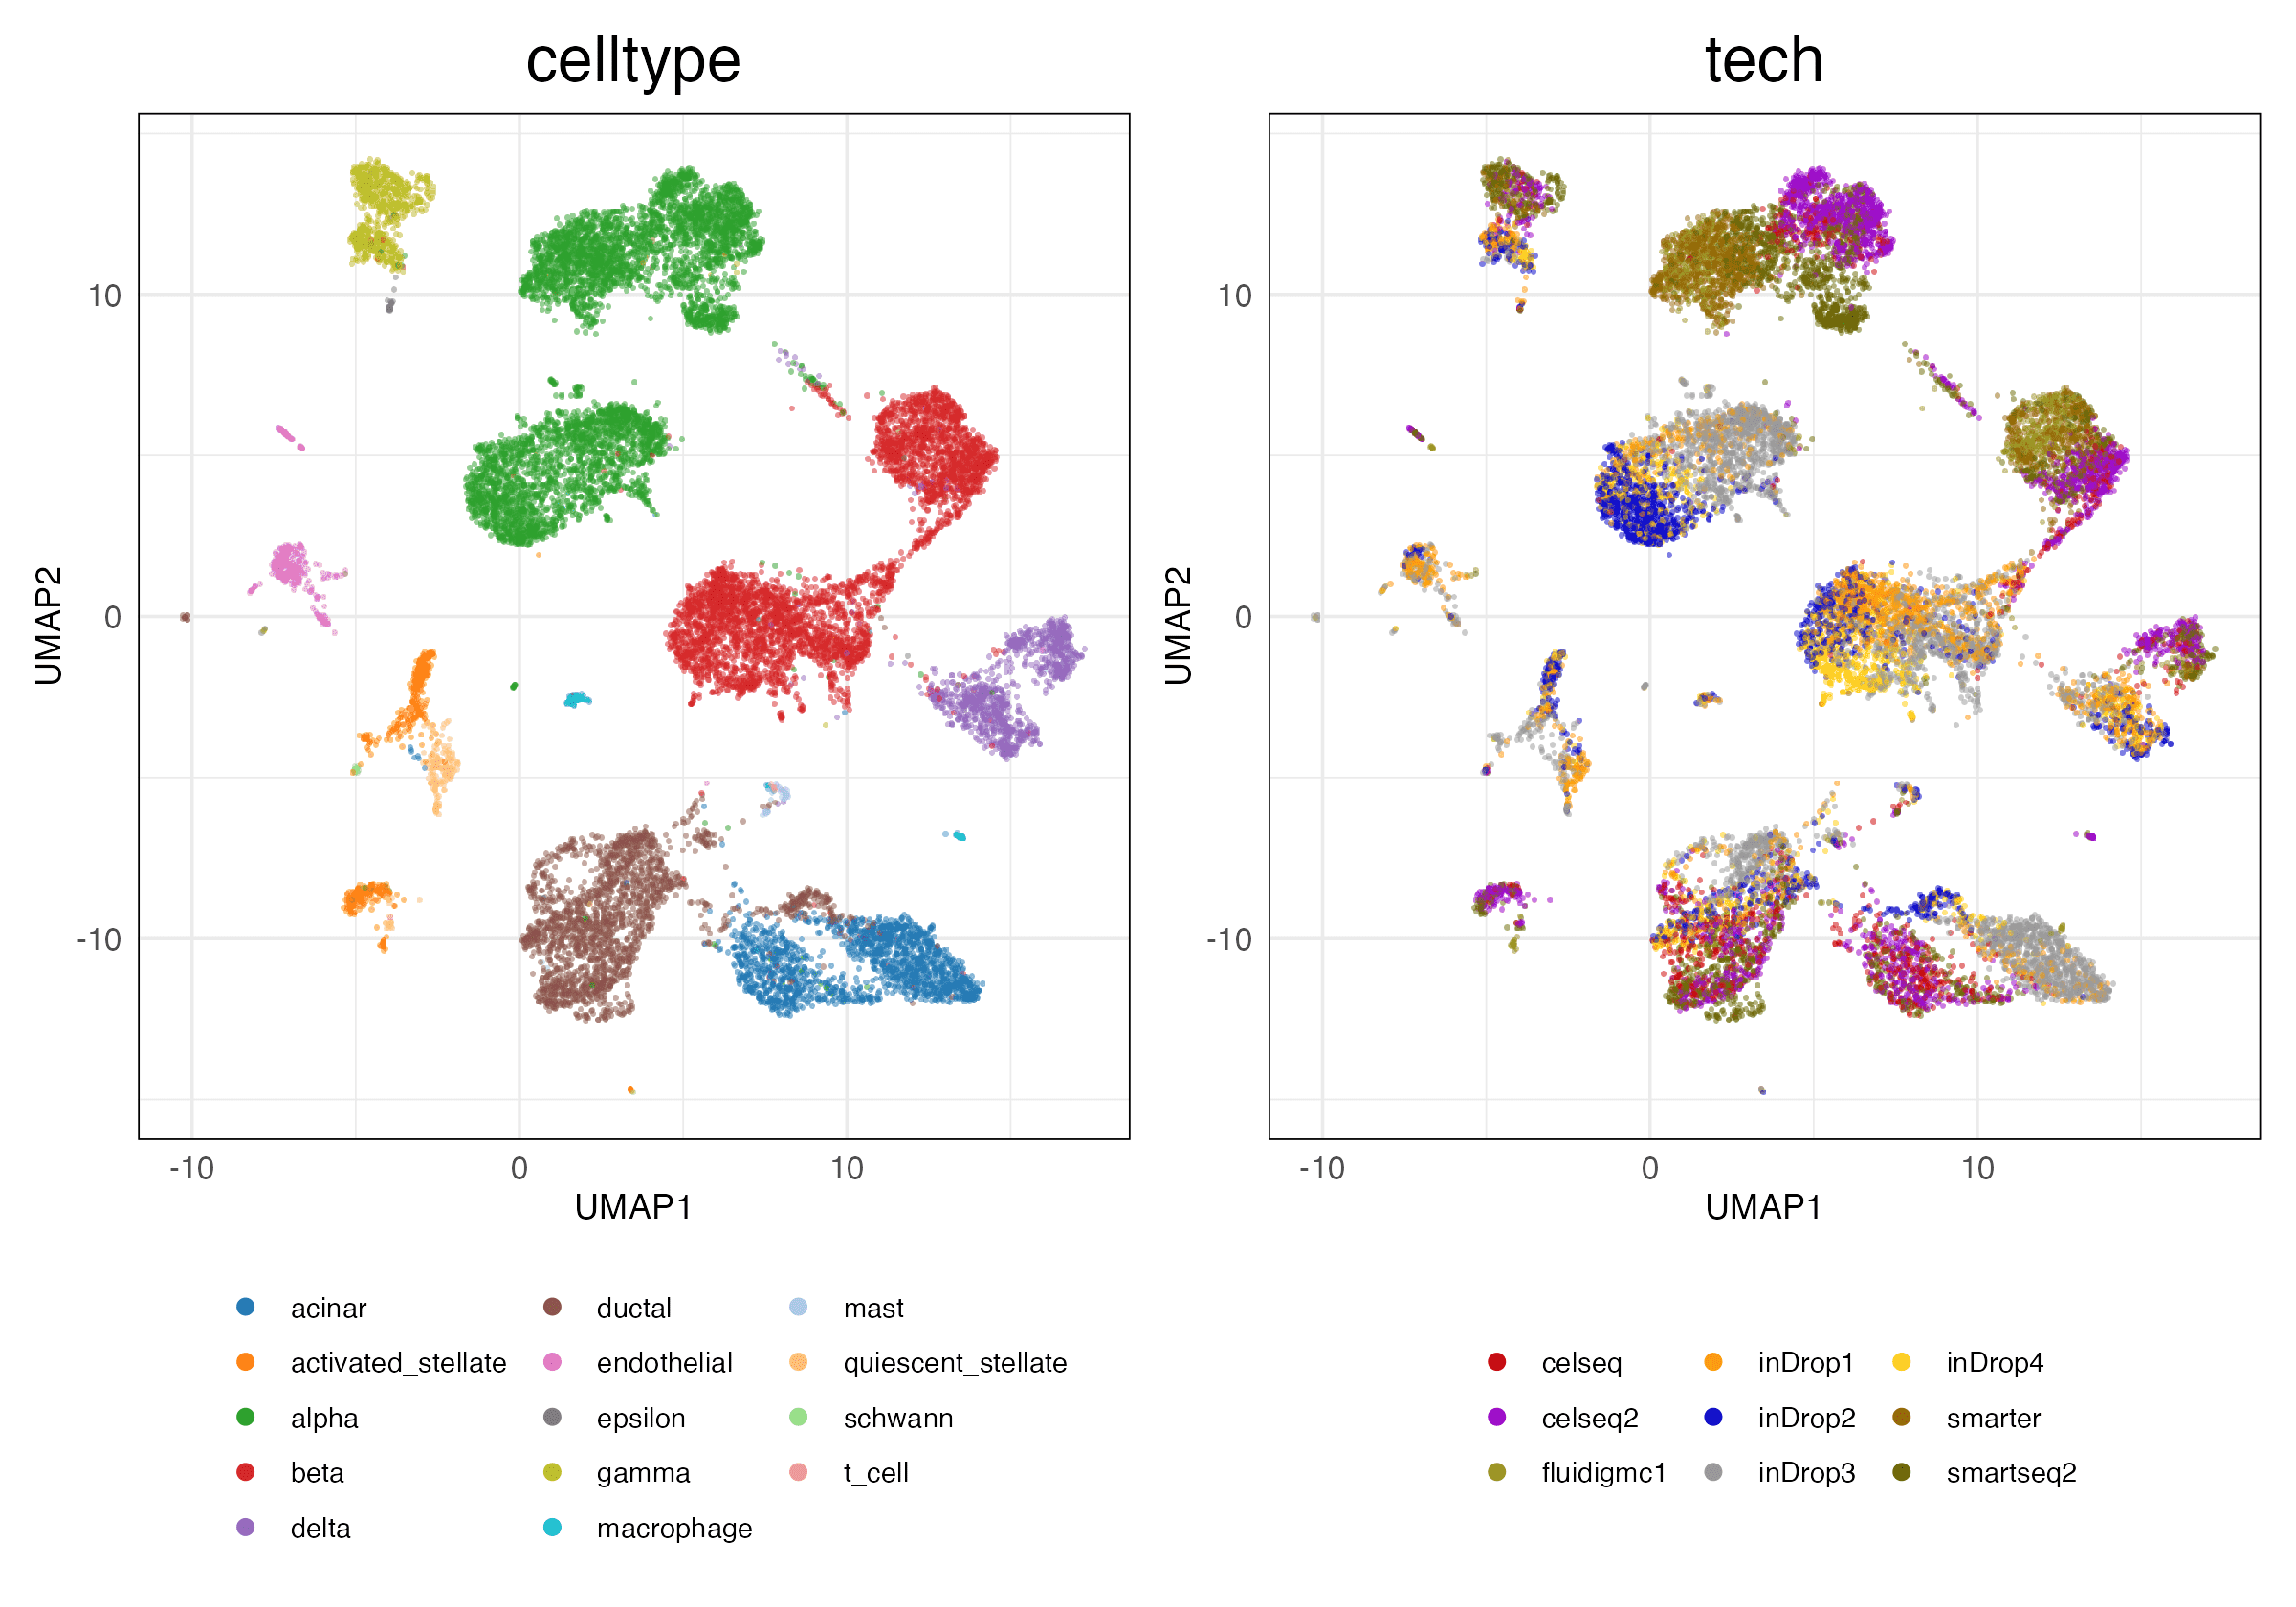 celltype
tech
UMAP2
10
0
-10
-10
0
10
UMAP1
UMAP2
10
0
-10
-10
0
10
UMAP1
acinar
activated_stellate
alpha
beta
delta
ductal
endothelial
epsilon
gamma
macrophage
mast
quiescent_stellate
schwann
t_cell
celseq
celseq2
fluidigmc1
inDrop1
inDrop2
inDrop3
inDrop4
smarter
smartseq2